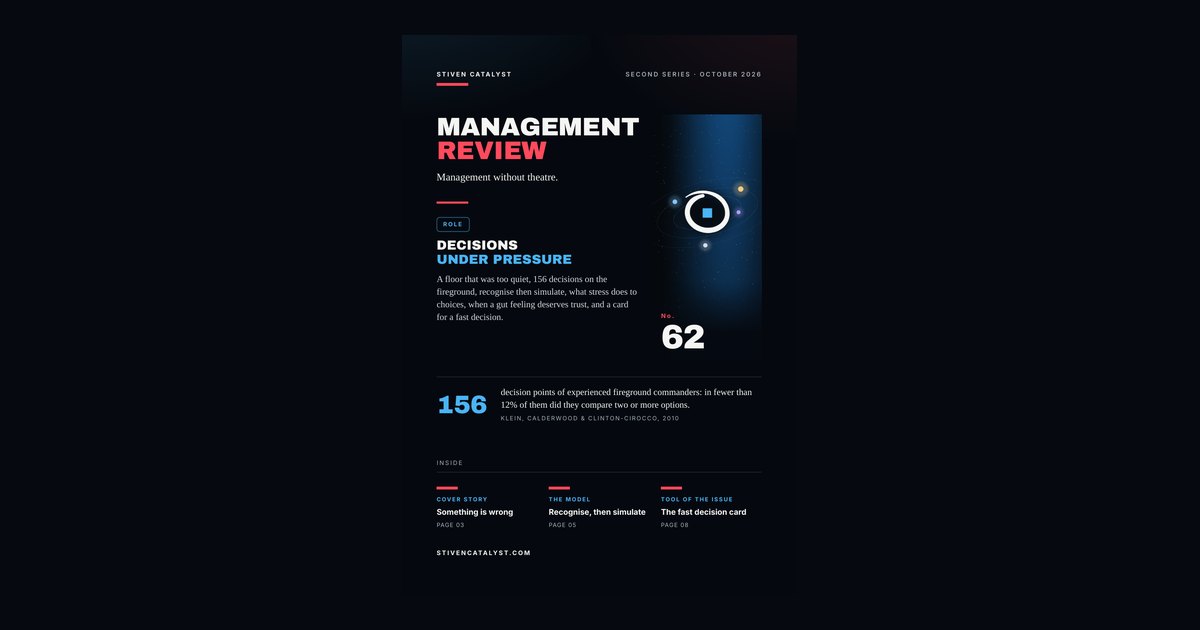 STIVEN CATALYST
SECOND SERIES · OCTOBER 2026
MANAGEMENT
REVIEW
Management without theatre.
ROLE
DECISIONS
UNDER PRESSURE
A floor that was too quiet, 156 decisions on the
fireground, recognise then simulate, what stress does to
choices, when a gut feeling deserves trust, and a card
for a fast decision.
No.
62
156
decision points of experienced fireground commanders: in fewer than
12% of them did they compare two or more options.
KLEIN, CALDERWOOD & CLINTON-CIROCCO, 2010
INSIDE
COVER STORY
Something is wrong
PAGE 03
THE MODEL
Recognise, then simulate
PAGE 05
TOOL OF THE ISSUE
The fast decision card
PAGE 08
STIVENCATALYST.COM